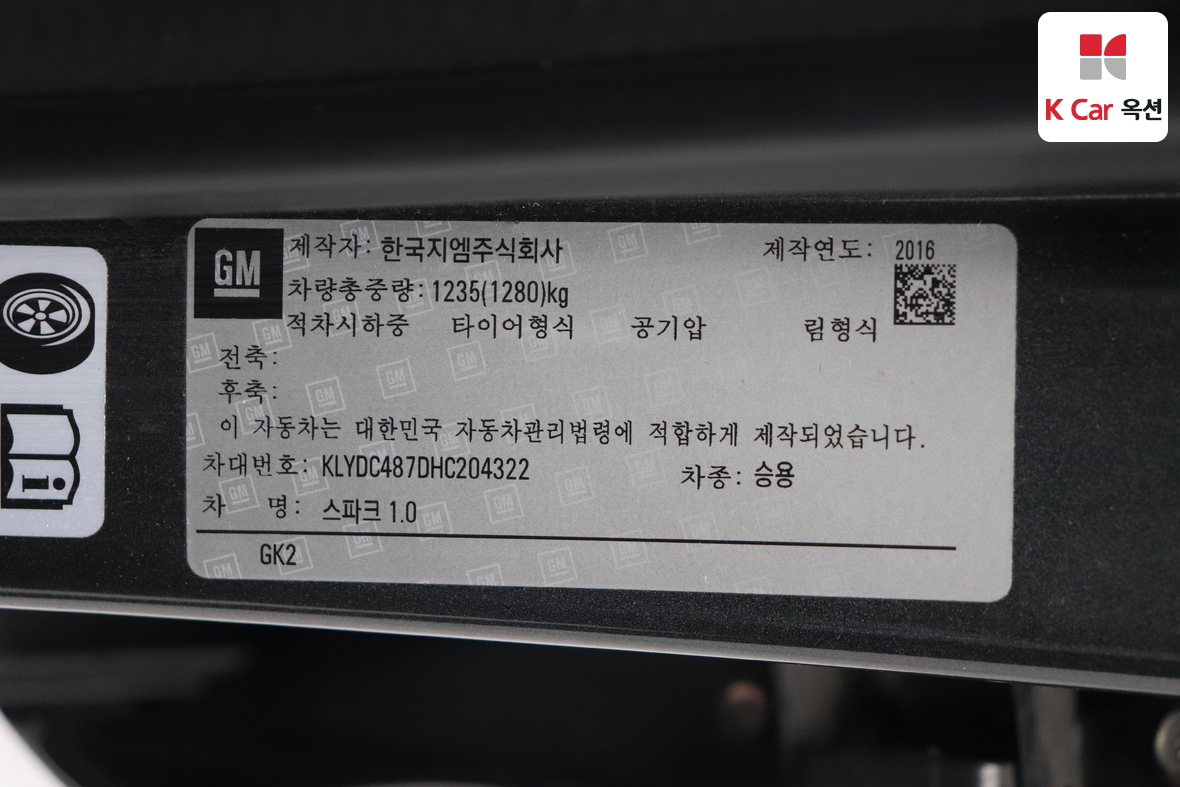 K Car 옥션
GM 제작자: 한국지엠주식회사 제작연도: 2016
차량총중량: 1235(1280)kg
적차시하중 타이어형식 공기압 림형식
전축:
후축:
이 자동차는 대한민국 자동차관리법령에 적합하게 제작되었습니다.
차대번호: KLYDC487DHC204322 차종: 승용
차 명: 스파크 1.0
GK2